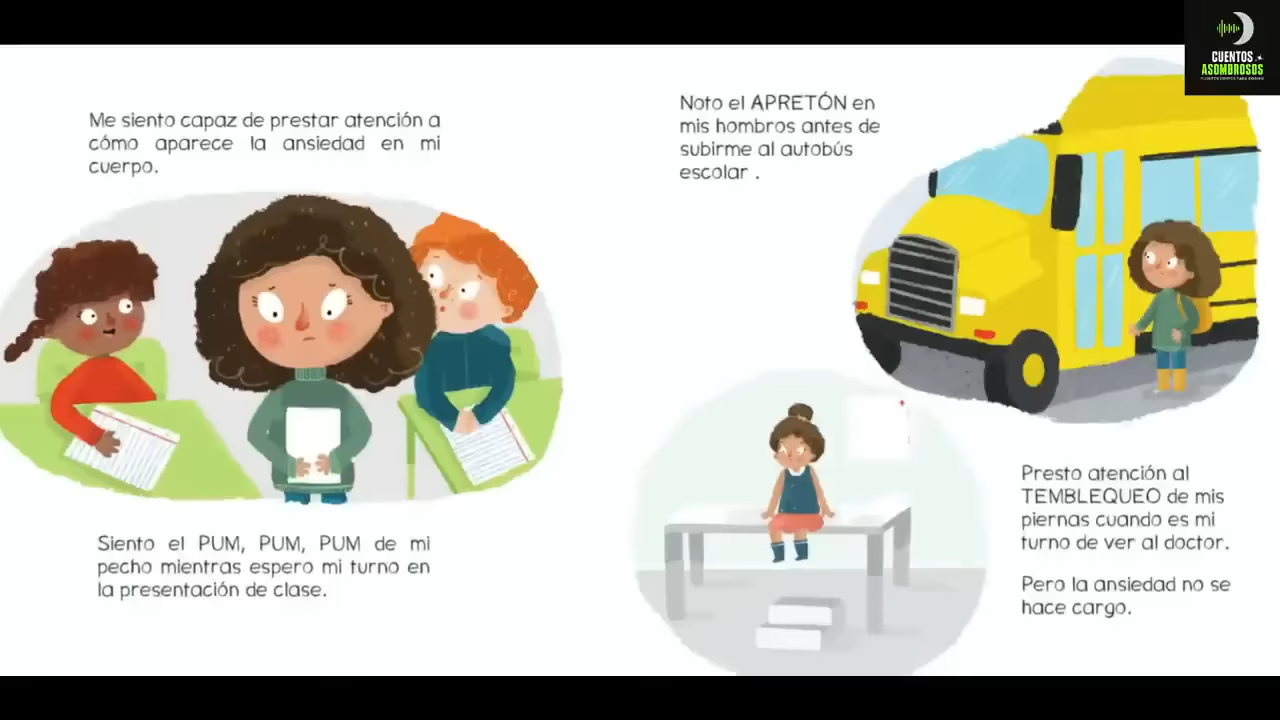 Me siento capaz de prestar atención a
cómo aparece la ansiedad en mi
cuerpo.
Siento el PUM, PUM, PUM de mi
pecho mientras espero mi turno en
la presentación de clase.
Noto el APRETÓN en
mis hombros antes de
subirme al autobús
escolar .
Presto atención al
TEMBLEQUEO de mis
piernas cuando es mi
turno de ver al doctor.
Pero la ansiedad no se
hace cargo.
CUENTOS
ASOMBROSOS